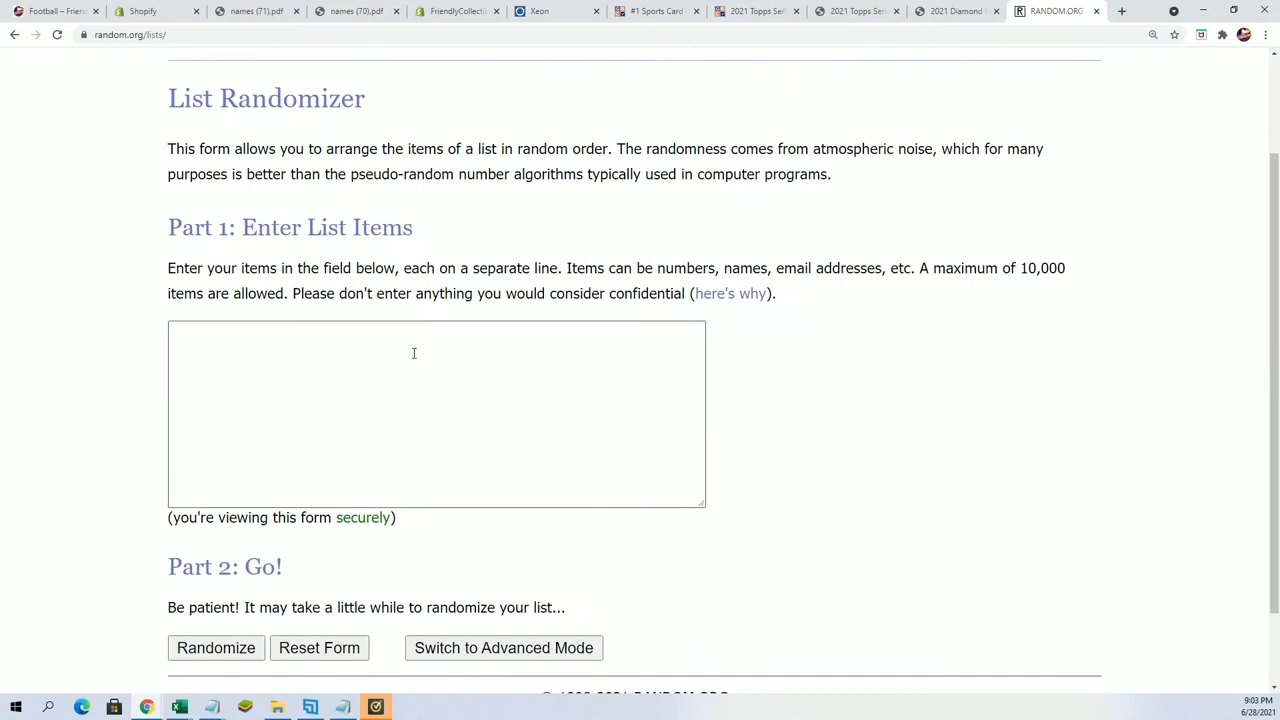 Football – Frien
Shopify
names (71).pdf
names (70).pdf
FriendlyCollecti
Xeon
#1 Sports Card
2021 Topps Ser
2021 Topps Ser
2021 Diamond
RANDOM.ORG
random.org/lists/
List Randomizer
This form allows you to arrange the items of a list in random order. The randomness comes from atmospheric noise, which for many
purposes is better than the pseudo-random number algorithms typically used in computer programs.
Part 1: Enter List Items
Enter your items in the field below, each on a separate line. Items can be numbers, names, email addresses, etc. A maximum of 10,000
items are allowed. Please don't enter anything you would consider confidential (here's why).
(you're viewing this form securely)
Part 2: Go!
Be patient! It may take a little while to randomize your list...
Randomize
Reset Form
Switch to Advanced Mode
9:03 PM
6/28/2021